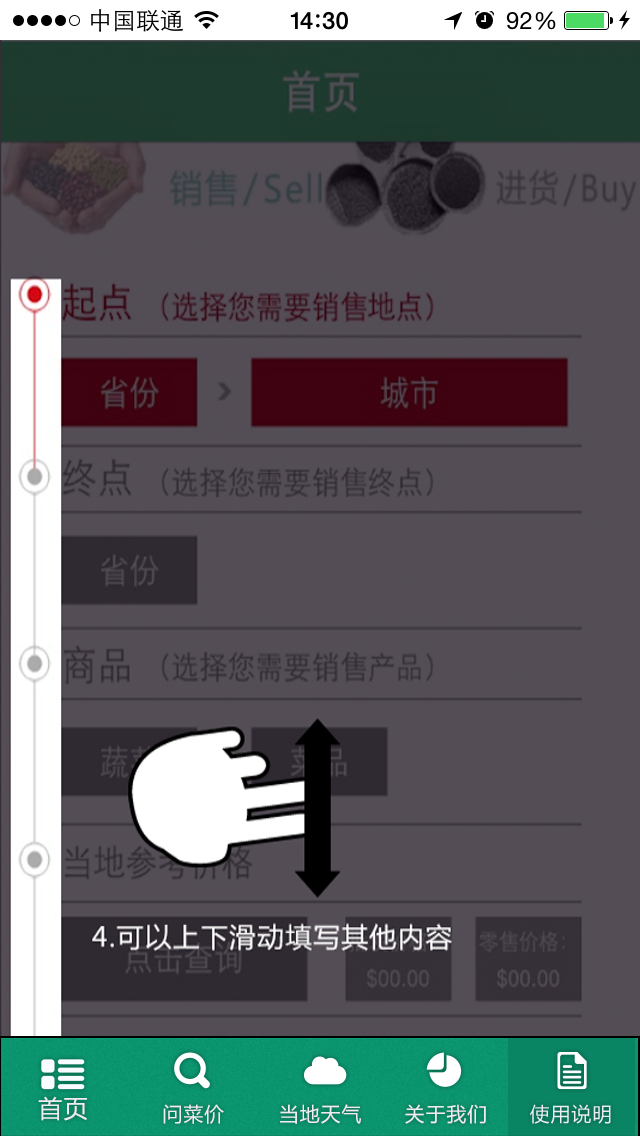 中国联通 14:30 92%
首页
销售/Sell 进货/Buy
起点 （选择您需要销售地点）
省份 > 城市
终点 （选择您需要销售终点）
省份
商品 （选择您需要销售产品）
蔬菜 菜品
当地参考价格
4.可以上下滑动填写其他内容
点击查询 零售价格：
$00.00 $00.00
首页 问菜价 当地天气 关于我们 使用说明